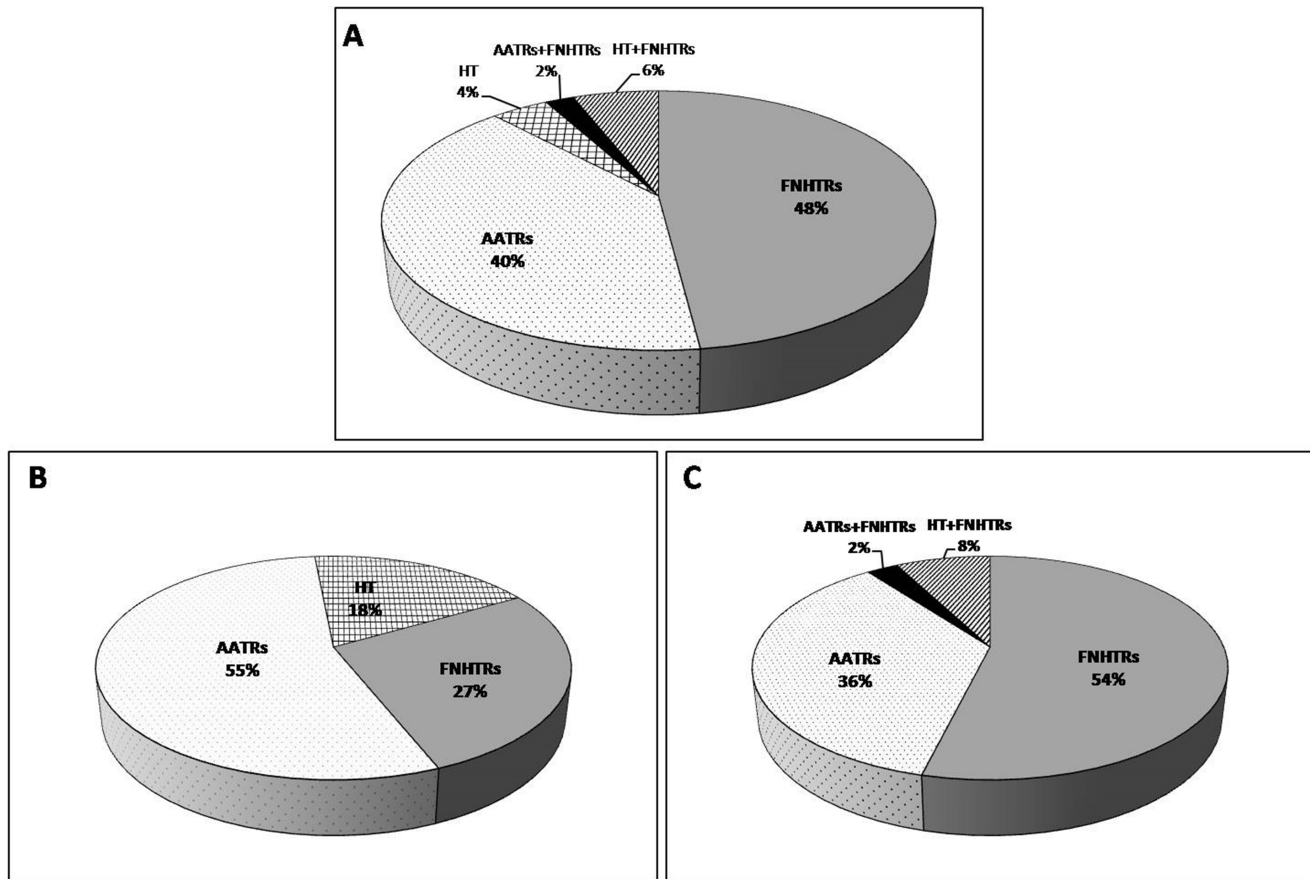 A
AATRs+FNHTRs
2%
HT+FNHTRs
6%
HT
4%
FNHTRs
48%
AATRs
40%
B
HT
18%
AATRs
55%
FNHTRs
27%
C
AATRs+FNHTRs
2%
HT+FNHTRs
8%
AATRs
36%
FNHTRs
54%